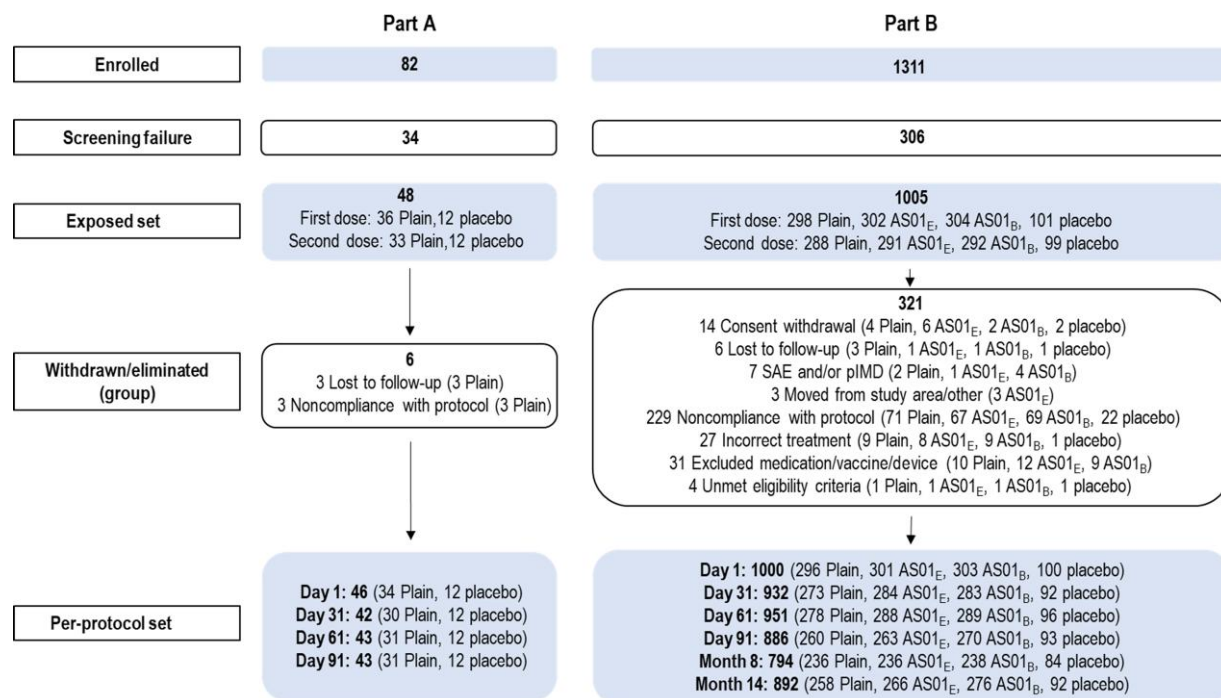 Part A
Part B
Enrolled
82
1311
Screening failure
34
306
Exposed set
48
First dose: 36 Plain,12 placebo
Second dose: 33 Plain,12 placebo
1005
First dose: 298 Plain, 302 AS01E, 304 AS01B, 101 placebo
Second dose: 288 Plain, 291 AS01E, 292 AS01B, 99 placebo
Withdrawn/eliminated
(group)
6
3 Lost to follow-up (3 Plain)
3 Noncompliance with protocol (3 Plain)
321
14 Consent withdrawal (4 Plain, 6 AS01E, 2 AS01B, 2 placebo)
6 Lost to follow-up (3 Plain, 1 AS01E, 1 AS01B, 1 placebo)
7 SAE and/or pIMD (2 Plain, 1 AS01E, 4 AS01B)
3 Moved from study area/other (3 AS01E)
229 Noncompliance with protocol (71 Plain, 67 AS01E, 69 AS01B, 22 placebo)
27 Incorrect treatment (9 Plain, 8 AS01E, 9 AS01B, 1 placebo)
31 Excluded medication/vaccine/device (10 Plain, 12 AS01E, 9 AS01B)
4 Unmet eligibility criteria (1 Plain, 1 AS01E, 1 AS01B, 1 placebo)
Per-protocol set
Day 1: 46 (34 Plain, 12 placebo)
Day 31: 42 (30 Plain, 12 placebo)
Day 61: 43 (31 Plain, 12 placebo)
Day 91: 43 (31 Plain, 12 placebo)
Day 1: 1000 (296 Plain, 301 AS01E, 303 AS01B, 100 placebo)
Day 31: 932 (273 Plain, 284 AS01E, 283 AS01B, 92 placebo)
Day 61: 951 (278 Plain, 288 AS01E, 289 AS01B, 96 placebo)
Day 91: 886 (260 Plain, 263 AS01E, 270 AS01B, 93 placebo)
Month 8: 794 (236 Plain, 236 AS01E, 238 AS01B, 84 placebo)
Month 14: 892 (258 Plain, 266 AS01E, 276 AS01B, 92 placebo)